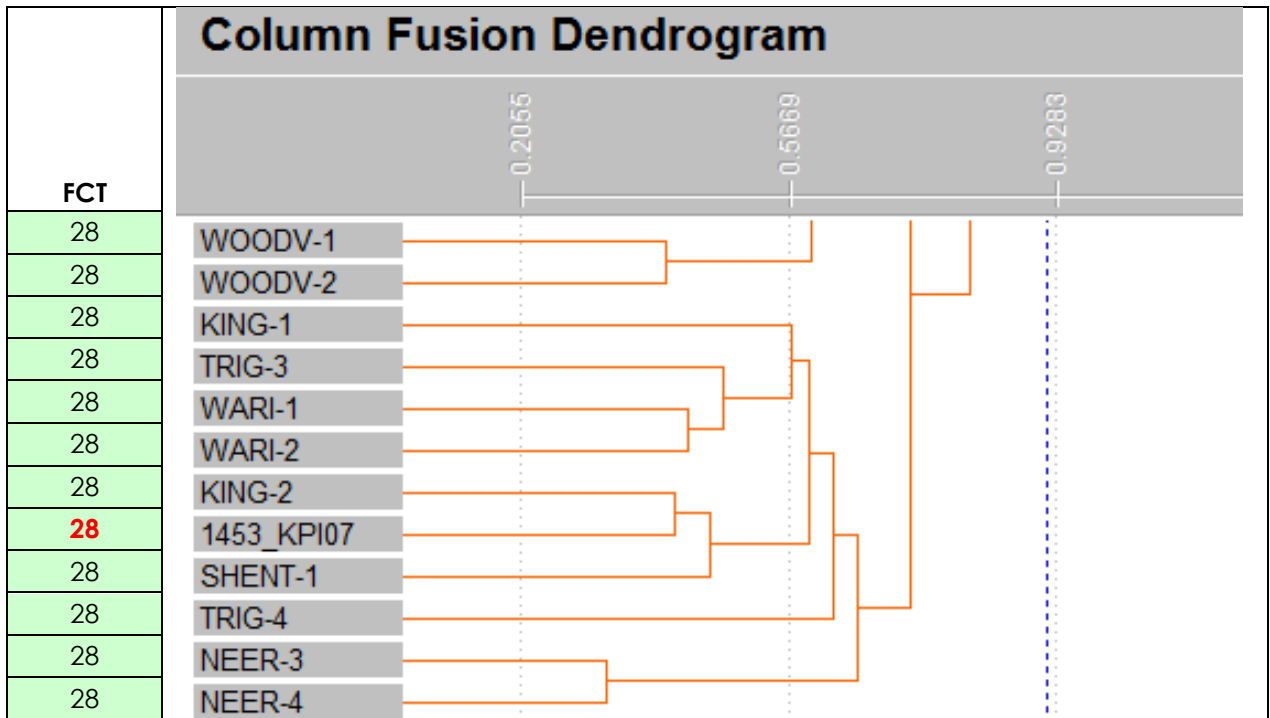 Column Fusion Dendrogram
0.2055
0.5669
0.9283
FCT
28 WOODV-1
28 WOODV-2
28 KING-1
28 TRIG-3
28 WARI-1
28 WARI-2
28 KING-2
28 1453_KPI07
28 SHENT-1
28 TRIG-4
28 NEER-3
28 NEER-4